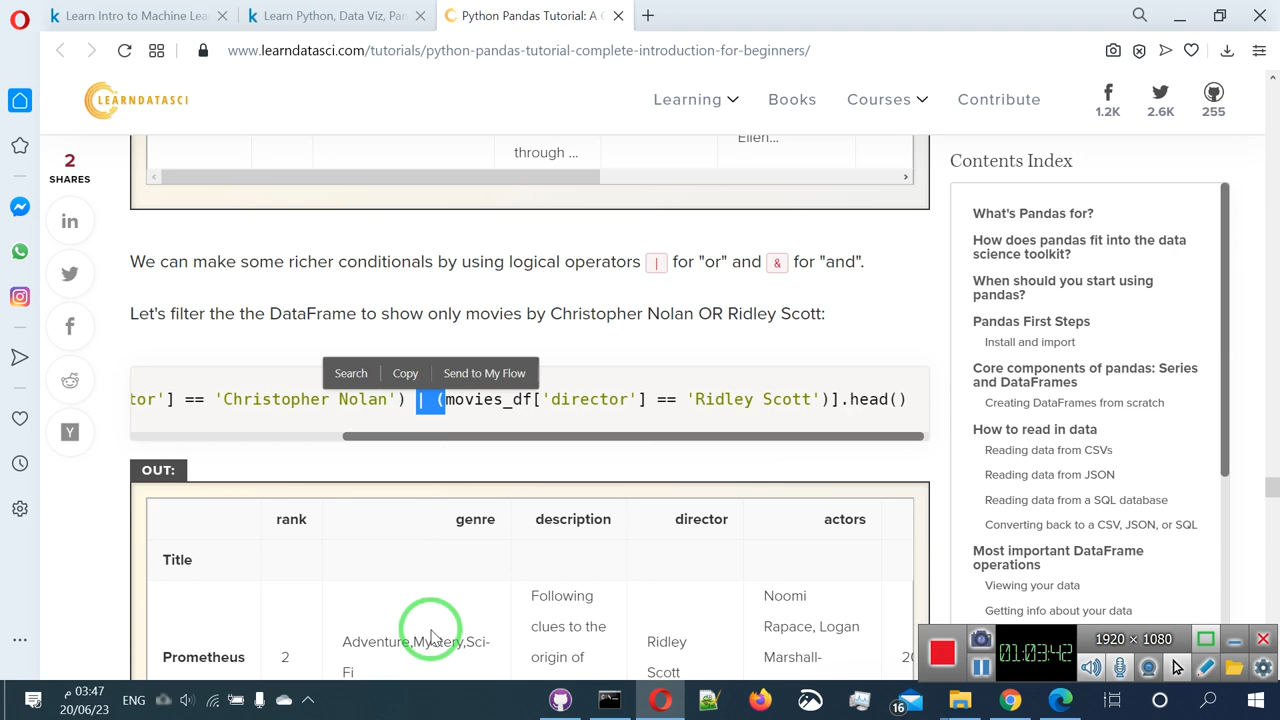 Learn Intro to Machine Lea
Learn Python, Data Viz, Pan
Python Pandas Tutorial: A C
www.learndatasci.com/tutorials/python-pandas-tutorial-complete-introduction-for-beginners/
LEARNDATASCI
Learning
Books
Courses
Contribute
1.2K
2.6K
255
2
SHARES
through ...
Ellen...
We can make some richer conditionals by using logical operators | for "or" and & for "and".
Let's filter the the DataFrame to show only movies by Christopher Nolan OR Ridley Scott:
Search
Copy
Send to My Flow
tor'] == 'Christopher Nolan') | (movies_df['director'] == 'Ridley Scott')].head()
OUT:
rank genre description director actors
Title
Prometheus
2
Adventure,Mystery,Sci-
Fi
Following
clues to the
origin of
Ridley
Scott
Noomi
Rapace, Logan
Marshall-
20
Contents Index
What's Pandas for?
How does pandas fit into the data
science toolkit?
When should you start using
pandas?
Pandas First Steps
Install and import
Core components of pandas: Series
and DataFrames
Creating DataFrames from scratch
How to read in data
Reading data from CSVs
Reading data from JSON
Reading data from a SQL database
Converting back to a CSV, JSON, or SQL
Most important DataFrame
operations
Viewing your data
Getting info about your data
01:03:42
1920 × 1080
03:47 م
20/06/23
ENG
16